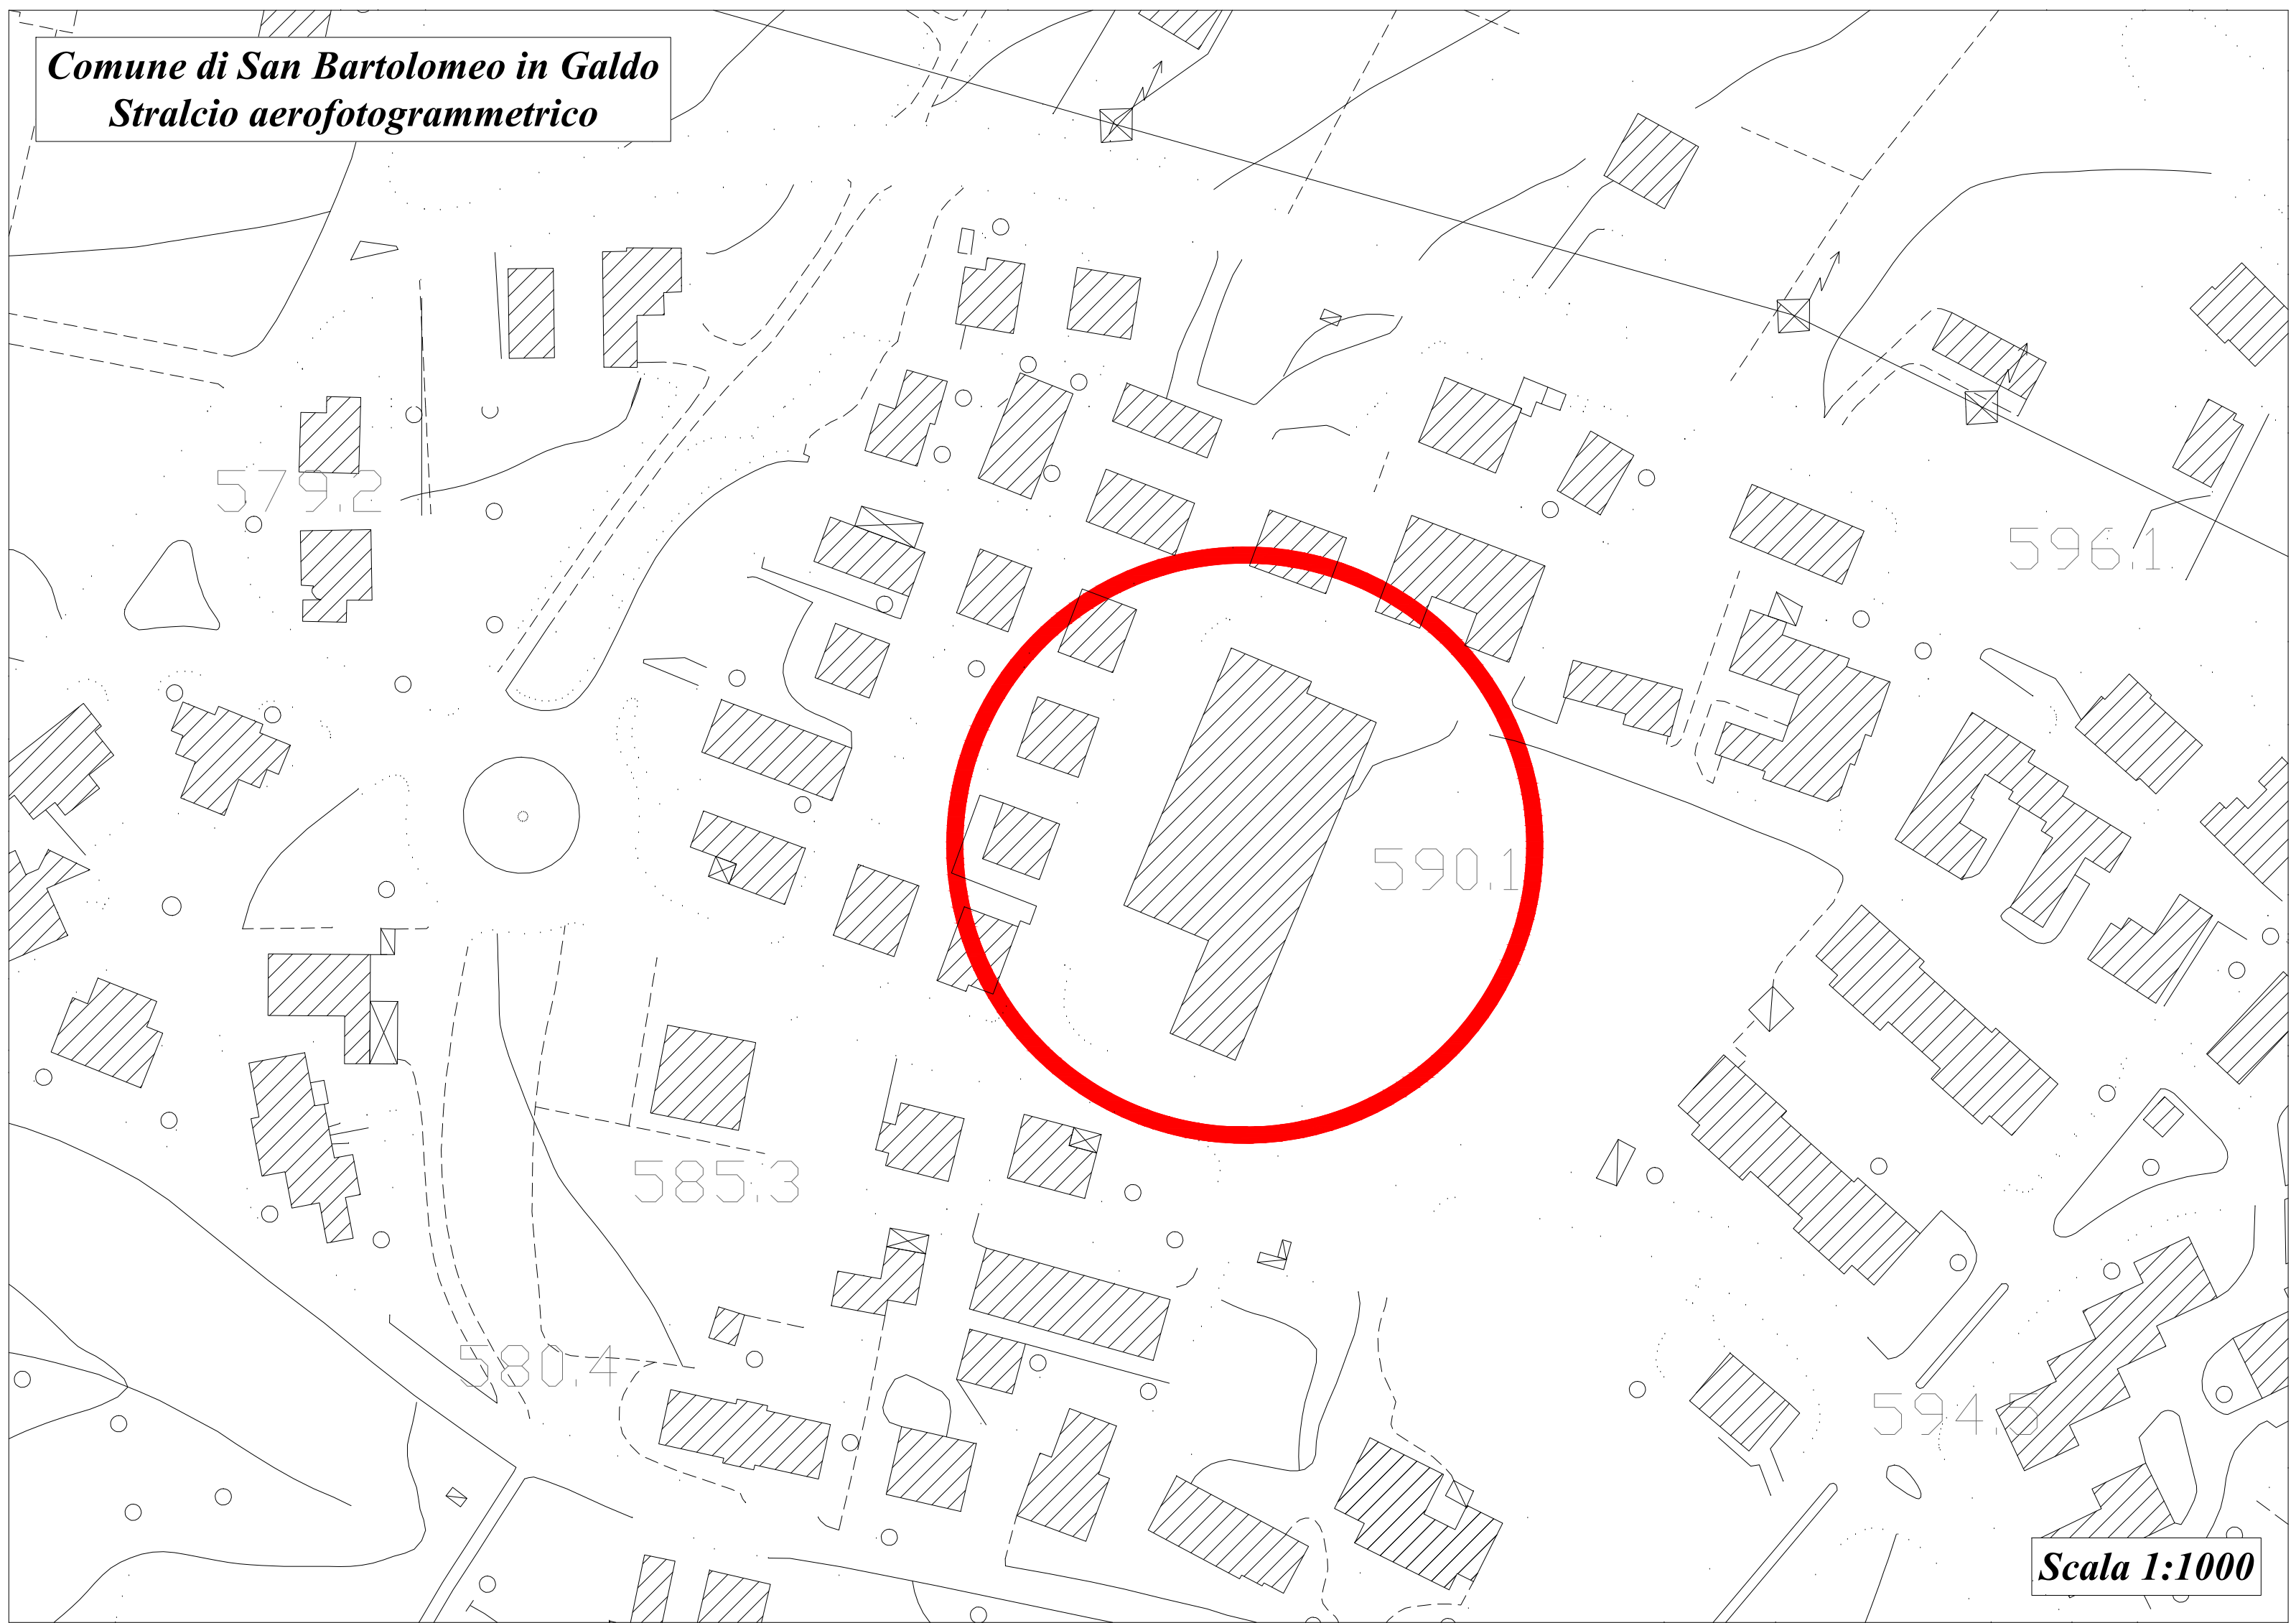 Comune di San Bartolomeo in Galdo
Stralcio aerofotogrammetrico
579.2
596.1
590.1
585.3
580.4
594.5
Scala 1:1000